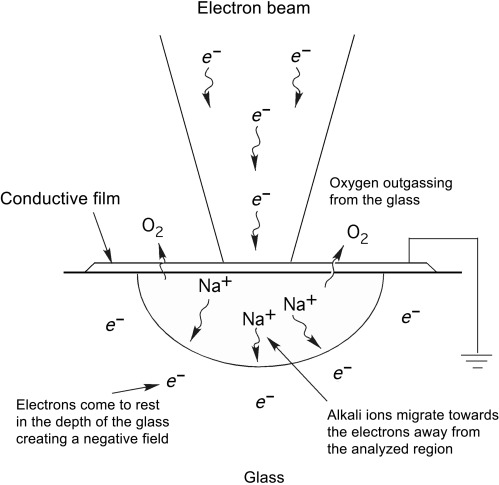 Electron beam
e⁻ e⁻
e⁻
e⁻
Oxygen outgassing
from the glass
Conductive film
O₂
O₂
Na⁺
Na⁺
Na⁺
e⁻
e⁻
e⁻
e⁻
e⁻
Electrons come to rest
in the depth of the glass
creating a negative field
Alkali ions migrate towards
the electrons away from
the analyzed region
Glass